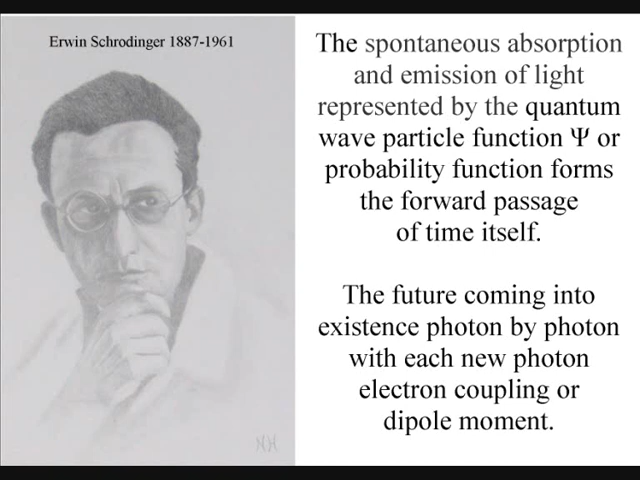 Erwin Schrodinger 1887-1961
The spontaneous absorption
and emission of light
represented by the quantum
wave particle function Ψ or
probability function forms
the forward passage
of time itself.
The future coming into
existence photon by photon
with each new photon
electron coupling or
dipole moment.